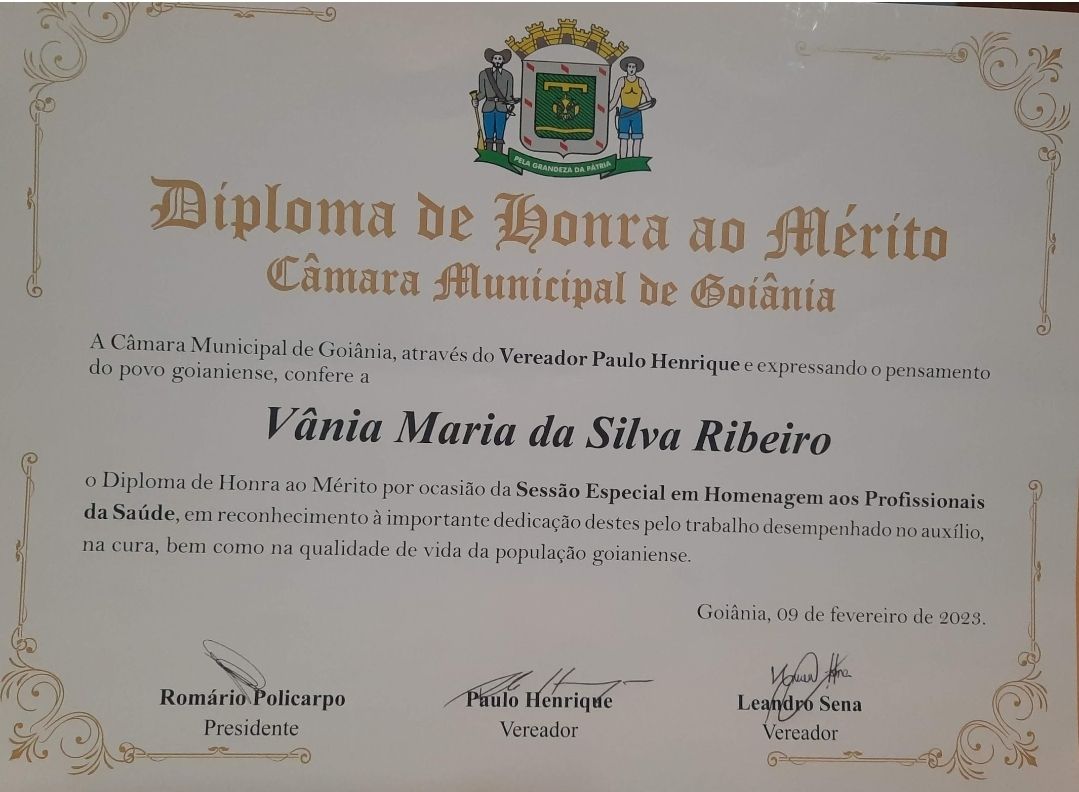 PELA GRANDEZA DA PÁTRIA
Diploma de Honra ao Mérito
Câmara Municipal de Goiânia
A Câmara Municipal de Goiânia, através do Vereador Paulo Henrique e expressando o pensamento
do povo goianiense, confere a
Vânia Maria da Silva Ribeiro
o Diploma de Honra ao Mérito por ocasião da Sessão Especial em Homenagem aos Profissionais
da Saúde, em reconhecimento à importante dedicação destes pelo trabalho desempenhado no auxílio,
na cura, bem como na qualidade de vida da população goianiense.
Goiânia, 09 de fevereiro de 2023.
Romário Policarpo
Presidente
Paulo Henrique
Vereador
Leandro Sena
Vereador